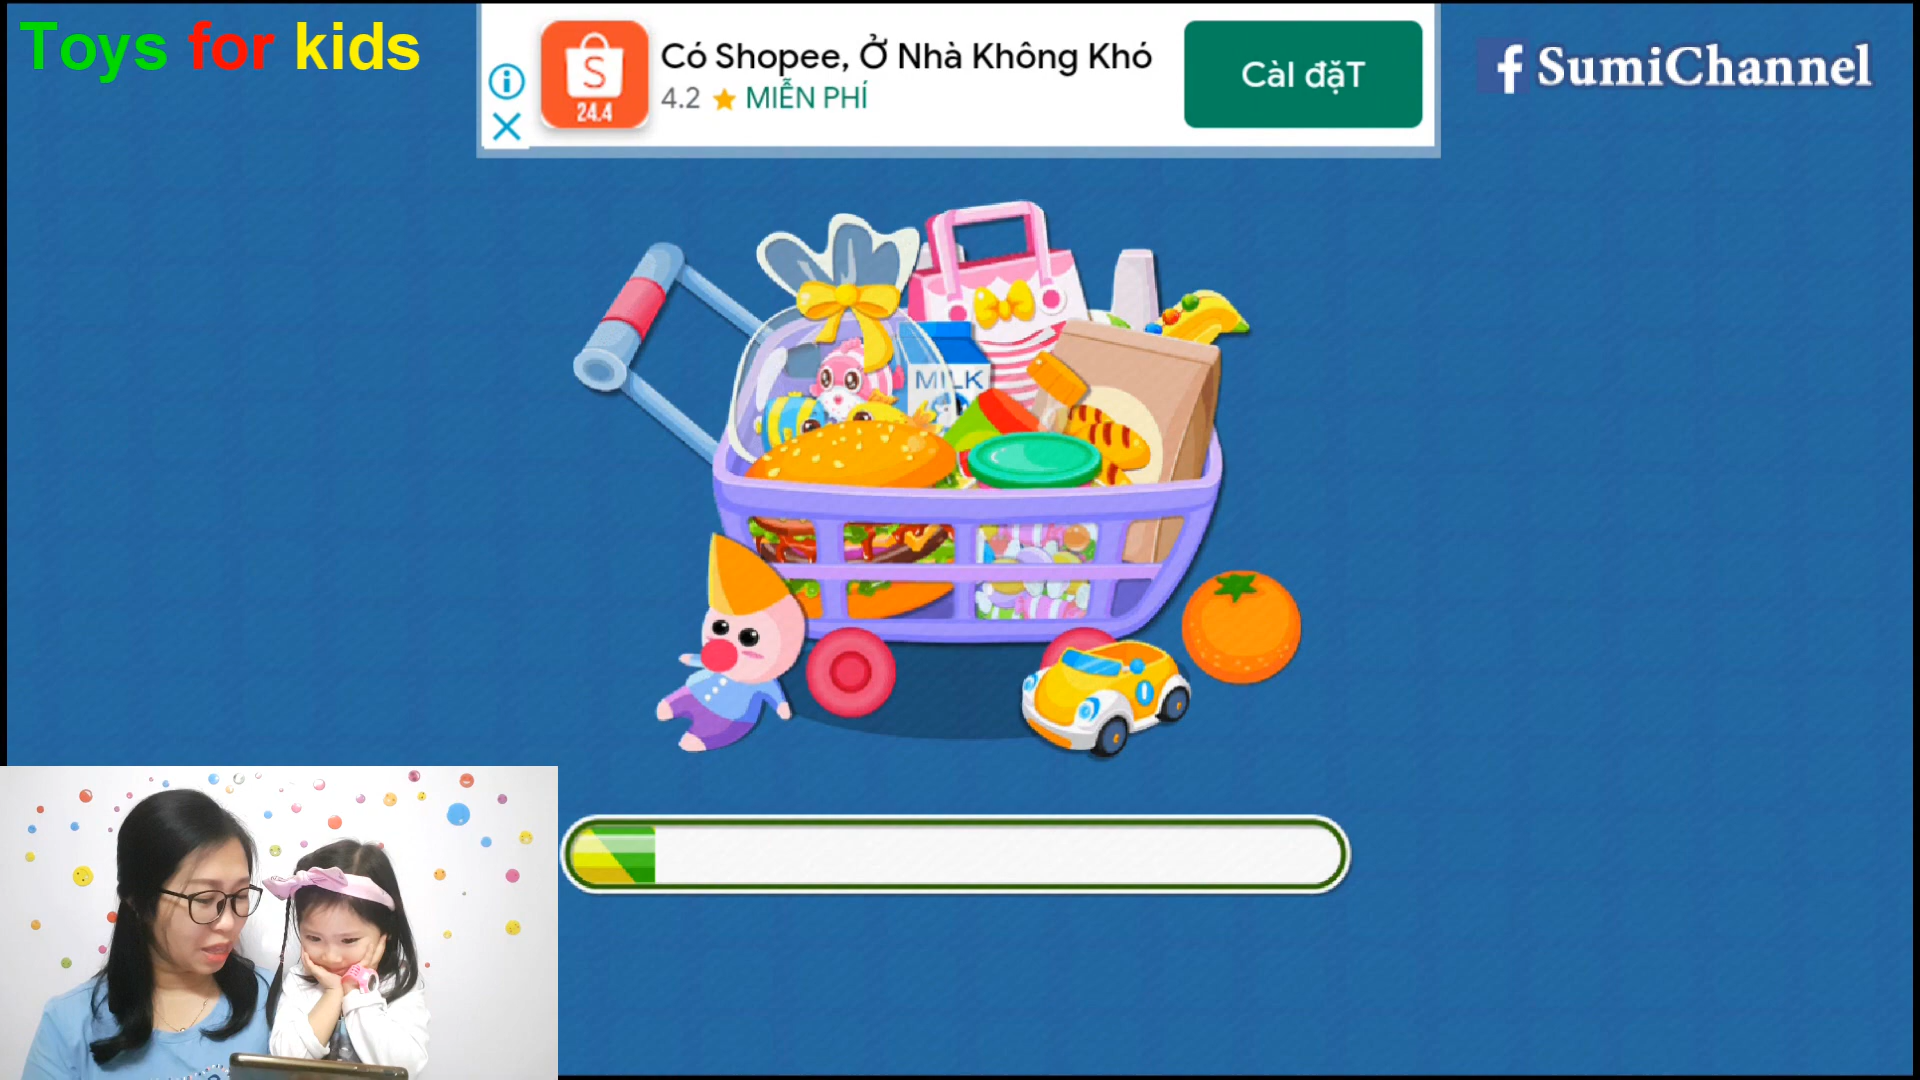 Toys for kids
Có Shopee, Ở Nhà Không Khó
4.2 ★ MIỄN PHÍ
S
24.4
Cài đặT
f SumiChannel
MILK